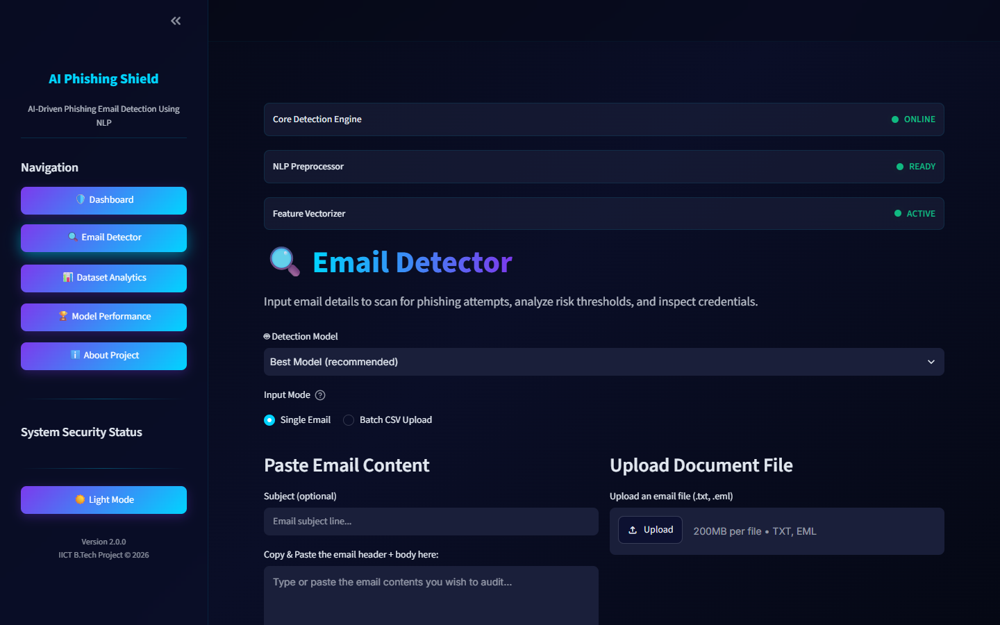 AI Phishing Shield
AI-Driven Phishing Email Detection Using
NLP
Navigation
Dashboard
Email Detector
Dataset Analytics
Model Performance
About Project
System Security Status
Light Mode
Version 2.0.0
IICT B.Tech Project © 2026
Core Detection Engine ONLINE
NLP Preprocessor READY
Feature Vectorizer ACTIVE
Email Detector
Input email details to scan for phishing attempts, analyze risk thresholds, and inspect credentials.
Detection Model
Best Model (recommended)
Input Mode
Single Email Batch CSV Upload
Paste Email Content
Subject (optional)
Email subject line...
Copy & Paste the email header + body here:
Type or paste the email contents you wish to audit...
Upload Document File
Upload an email file (.txt, .eml)
Upload 200MB per file • TXT, EML